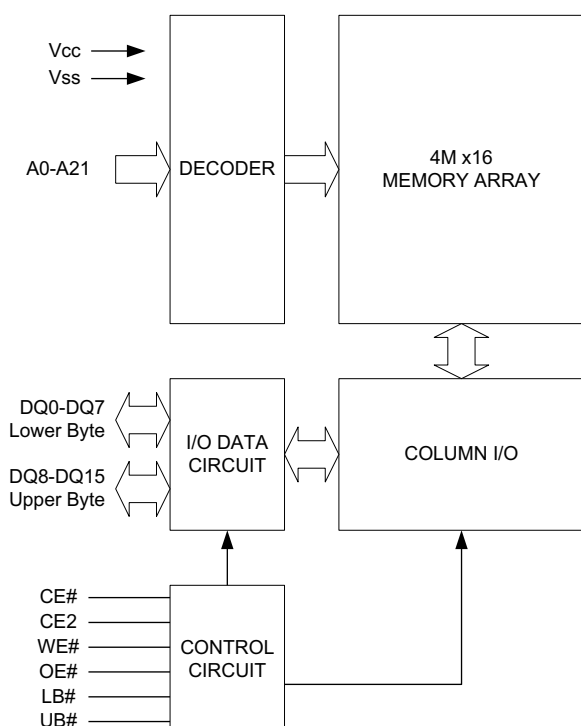 Vcc
Vss
A0-A21
DECODER
4M x16
MEMORY ARRAY
DQ0-DQ7
Lower Byte
DQ8-DQ15
Upper Byte
I/O DATA
CIRCUIT
COLUMN I/O
CE#
CE2
WE#
OE#
LB#
UB#
CONTROL
CIRCUIT